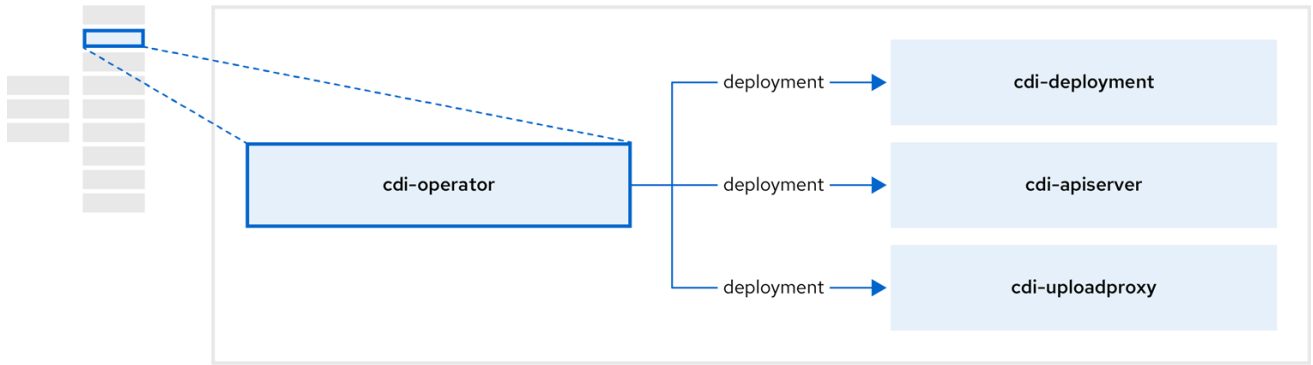 deployment
cdi-deployment
cdi-operator
deployment
cdi-apiserver
deployment
cdi-uploadproxy